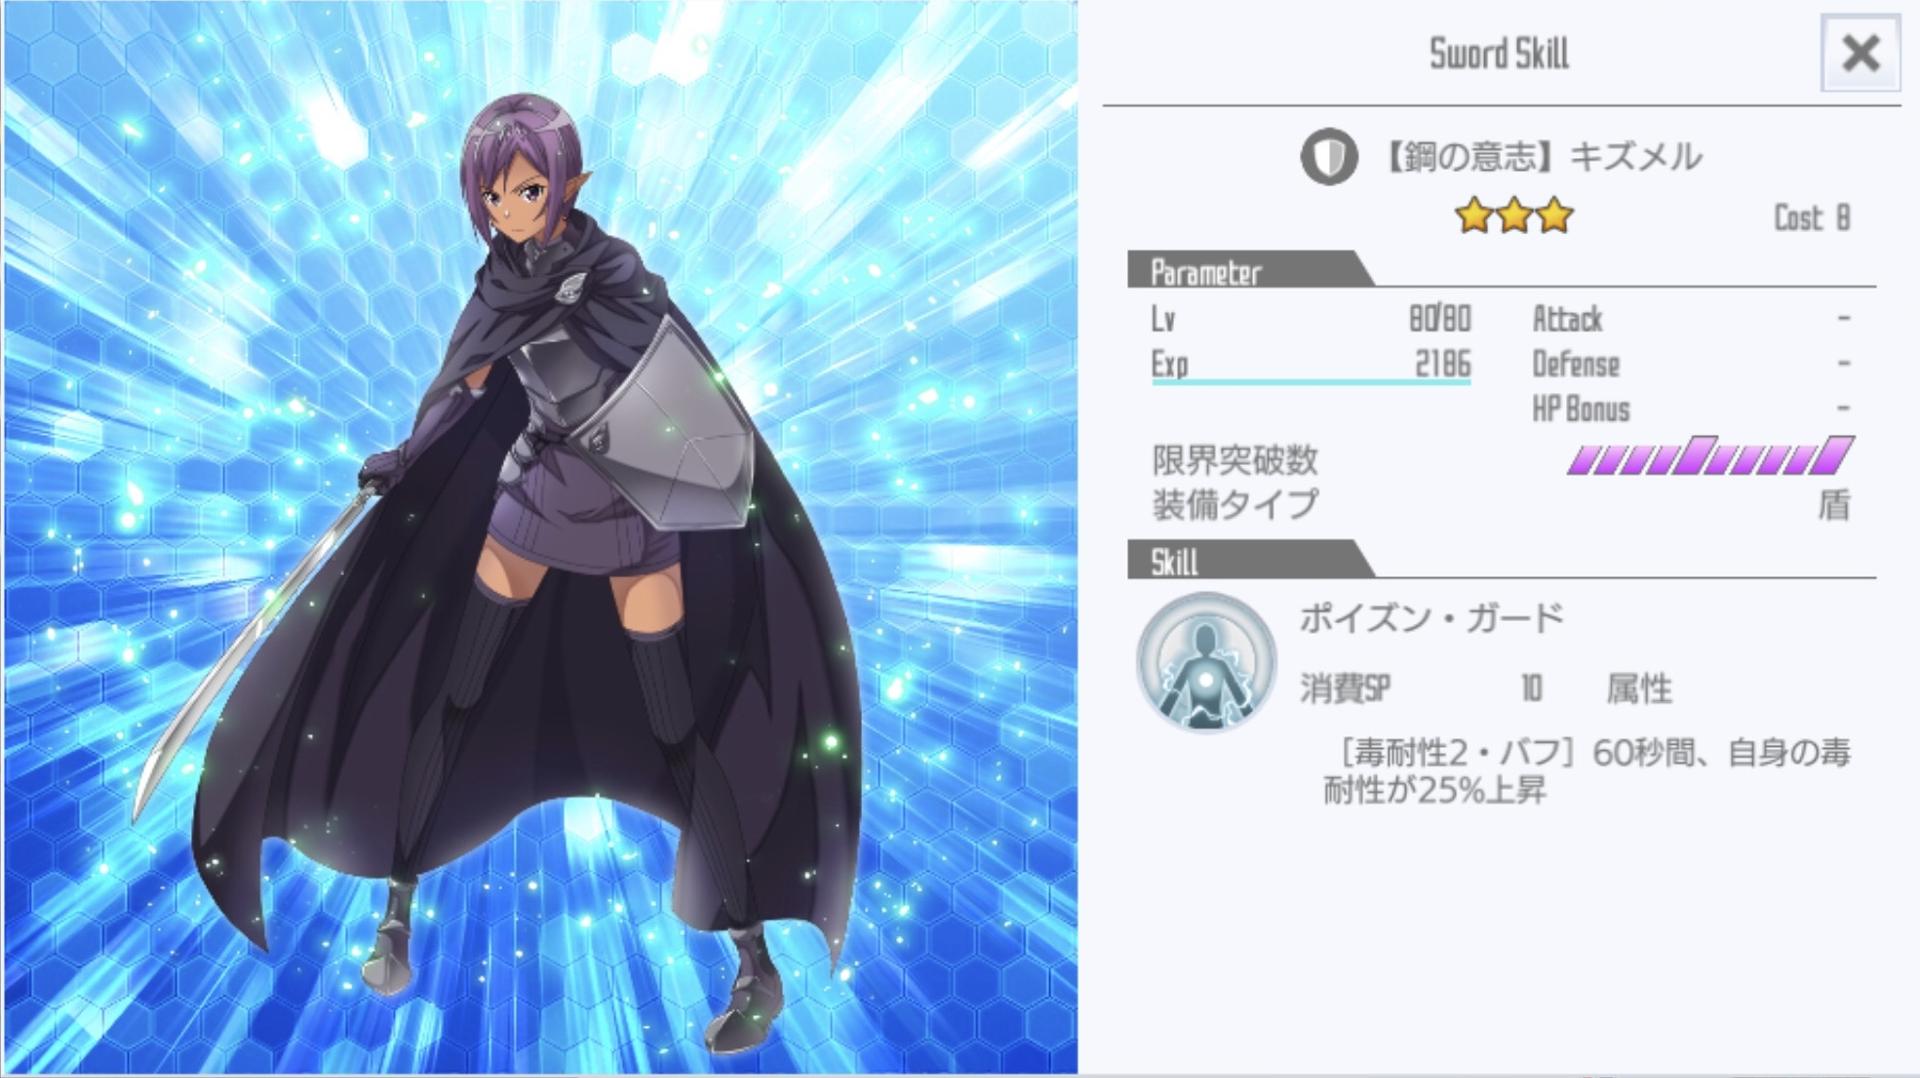 Sword Skill
【鋼の意志】キズメル
Cost 8
Parameter
Lv 80/80 Attack -
Exp 2186 Defense -
HP Bonus -
限界突破数
装備タイプ 盾
Skill
ポイズン・ガード
消費SP 10 属性
［毒耐性2・バフ］60秒間、自身の毒
耐性が25%上昇